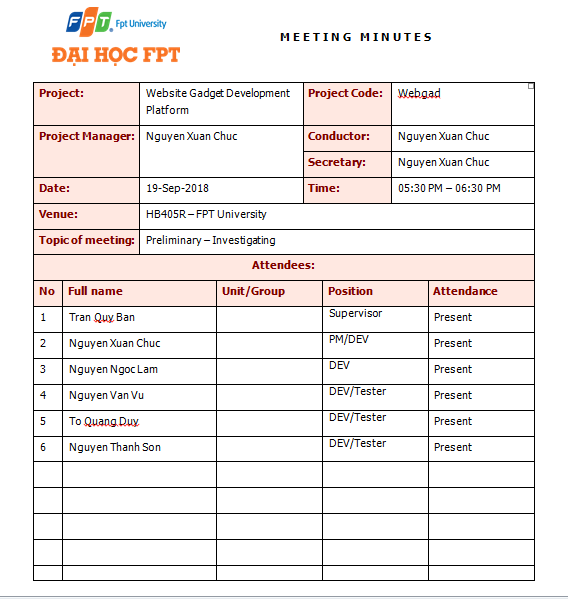 FPT Fpt University
ĐẠI HỌC FPT
MEETING MINUTES
Project: Website Gadget Development Platform Project Code: Webgad
Project Manager: Nguyen Xuan Chuc Conductor: Nguyen Xuan Chuc
Secretary: Nguyen Xuan Chuc
Date: 19-Sep-2018 Time: 05:30 PM – 06:30 PM
Venue: HB405R – FPT University
Topic of meeting: Preliminary – Investigating
Attendees:
No Full name Unit/Group Position Attendance
1 Tran Quy Ban Supervisor Present
2 Nguyen Xuan Chuc PM/DEV Present
3 Nguyen Ngoc Lam DEV Present
4 Nguyen Van Vu DEV/Tester Present
5 To Quang Duy DEV/Tester Present
6 Nguyen Thanh Son DEV/Tester Present